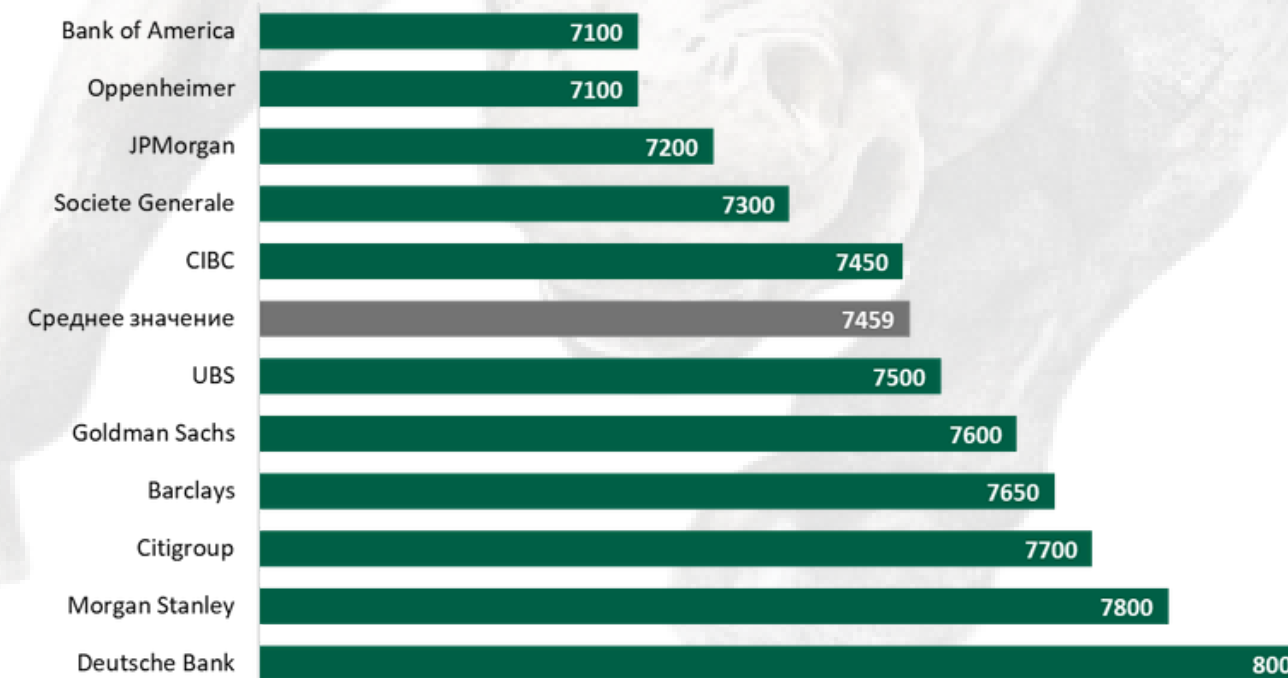 Bank of America 7100
Oppenheimer 7100
JPMorgan 7200
Societe Generale 7300
CIBC 7450
Среднее значение 7459
UBS 7500
Goldman Sachs 7600
Barclays 7650
Citigroup 7700
Morgan Stanley 7800
Deutsche Bank